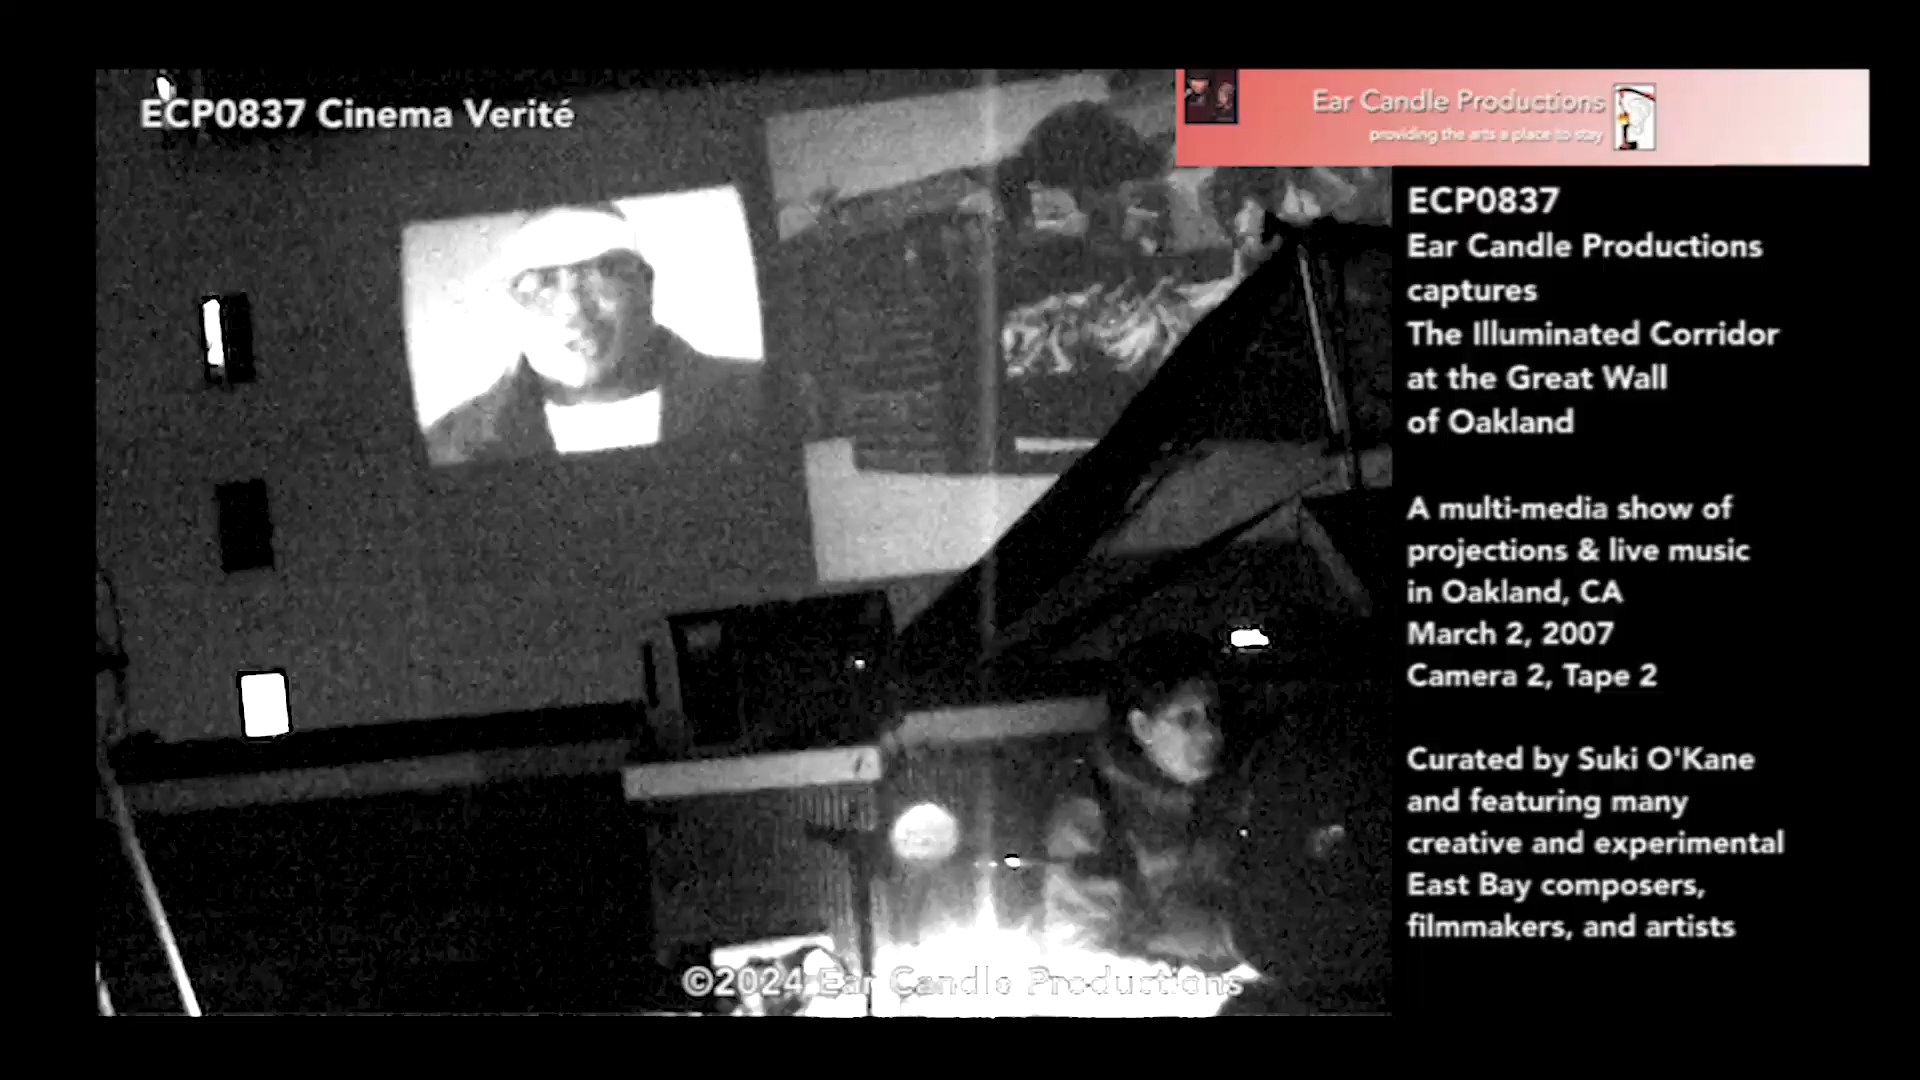 ECP0837 Cinema Verité
Ear Candle Productions
providing the arts a place to stay
ECP0837
Ear Candle Productions
captures
The Illuminated Corridor
at the Great Wall
of Oakland
A multi-media show of
projections & live music
in Oakland, CA
March 2, 2007
Camera 2, Tape 2
Curated by Suki O'Kane
and featuring many
creative and experimental
East Bay composers,
filmmakers, and artists
©2024 Ear Candle Productions